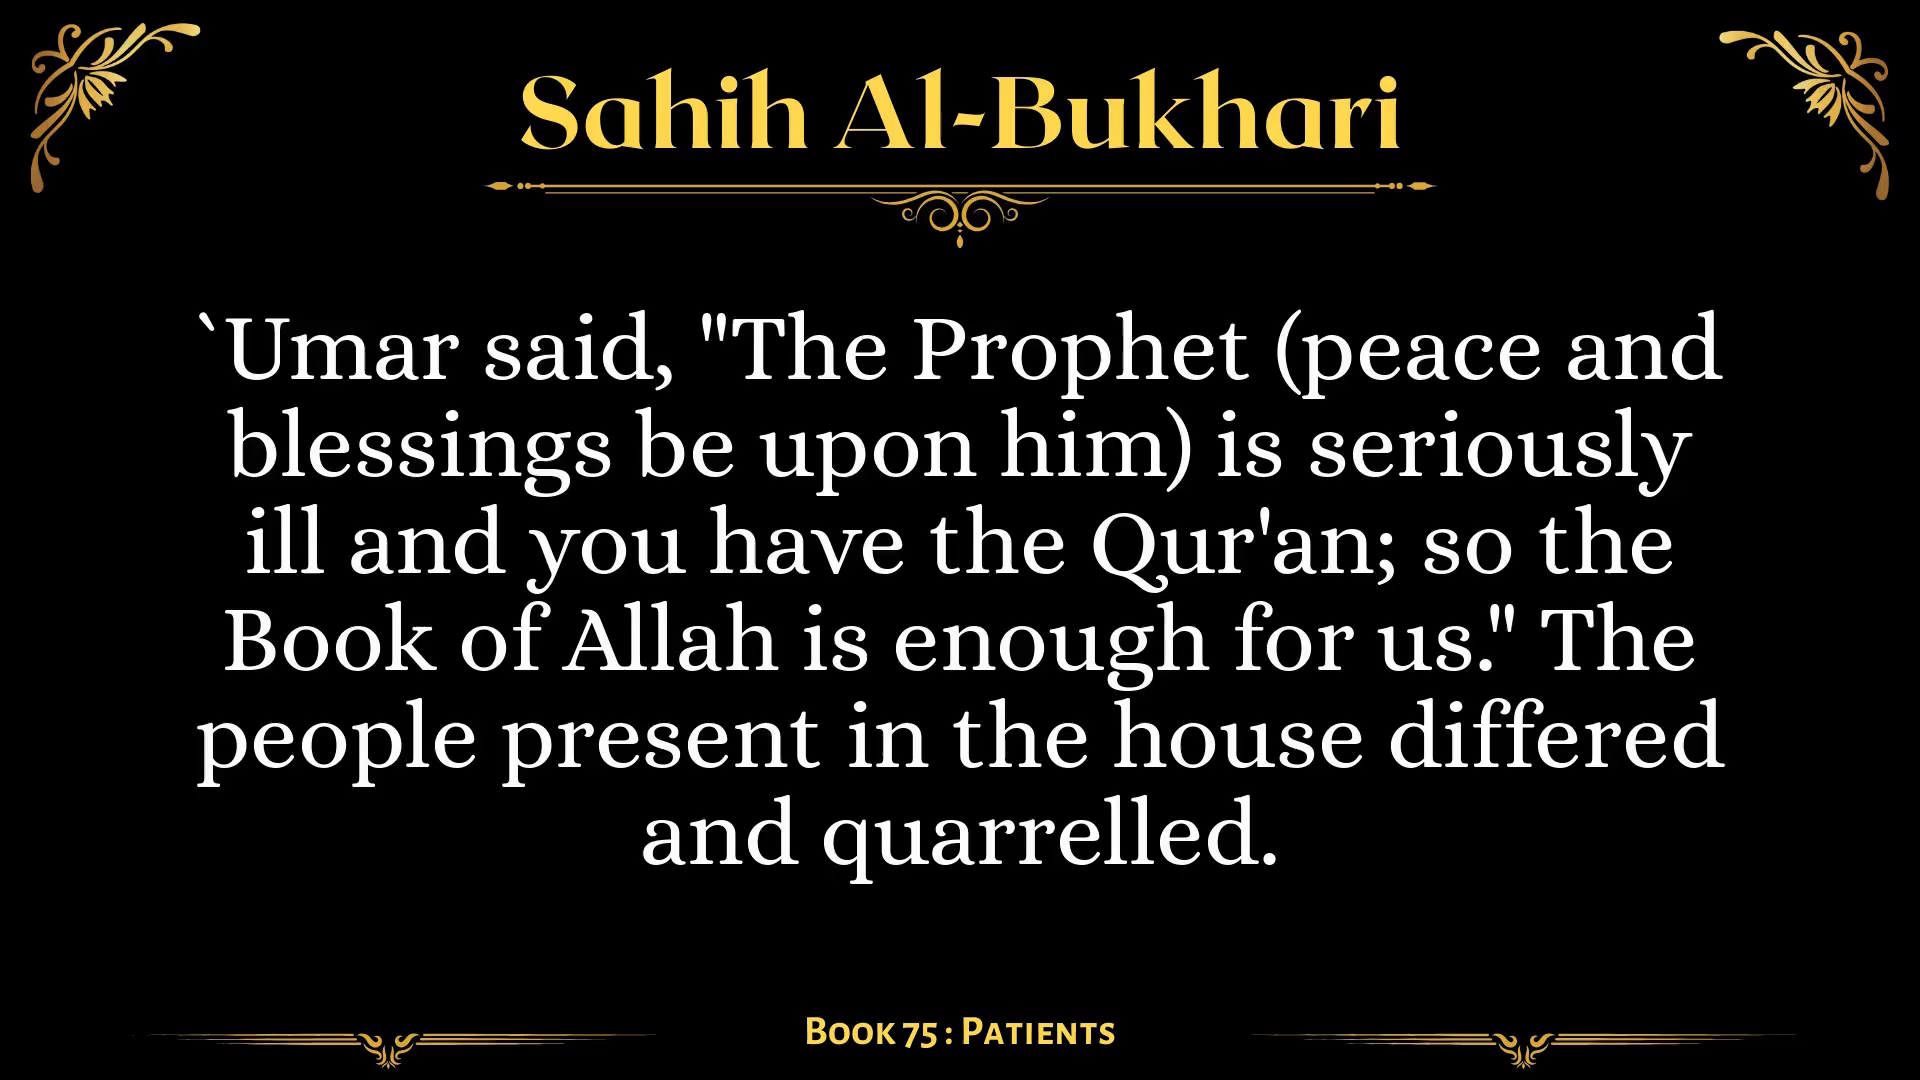 Sahih Al-Bukhari
`Umar said, "The Prophet (peace and
blessings be upon him) is seriously
ill and you have the Qur'an; so the
Book of Allah is enough for us." The
people present in the house differed
and quarrelled.
Book 75 : Patients